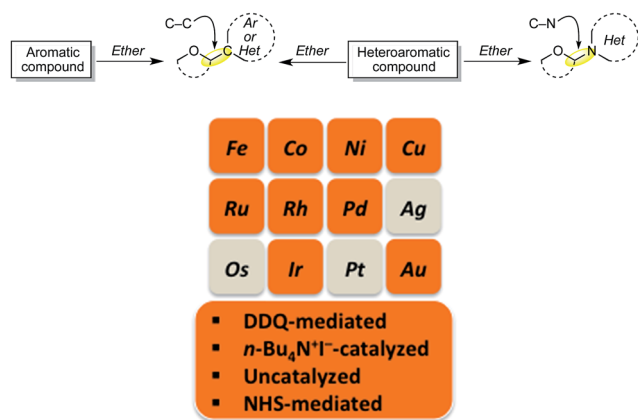 C–C
Ar
or
Het
C–N
Het
Aromatic
compound
Ether
O
C
Ether
Heteroaromatic
compound
Ether
O
N
Fe Co Ni Cu
Ru Rh Pd Ag
Os Ir Pt Au
▪ DDQ-mediated
▪ n-Bu₄N⁺I⁻-catalyzed
▪ Uncatalyzed
▪ NHS-mediated